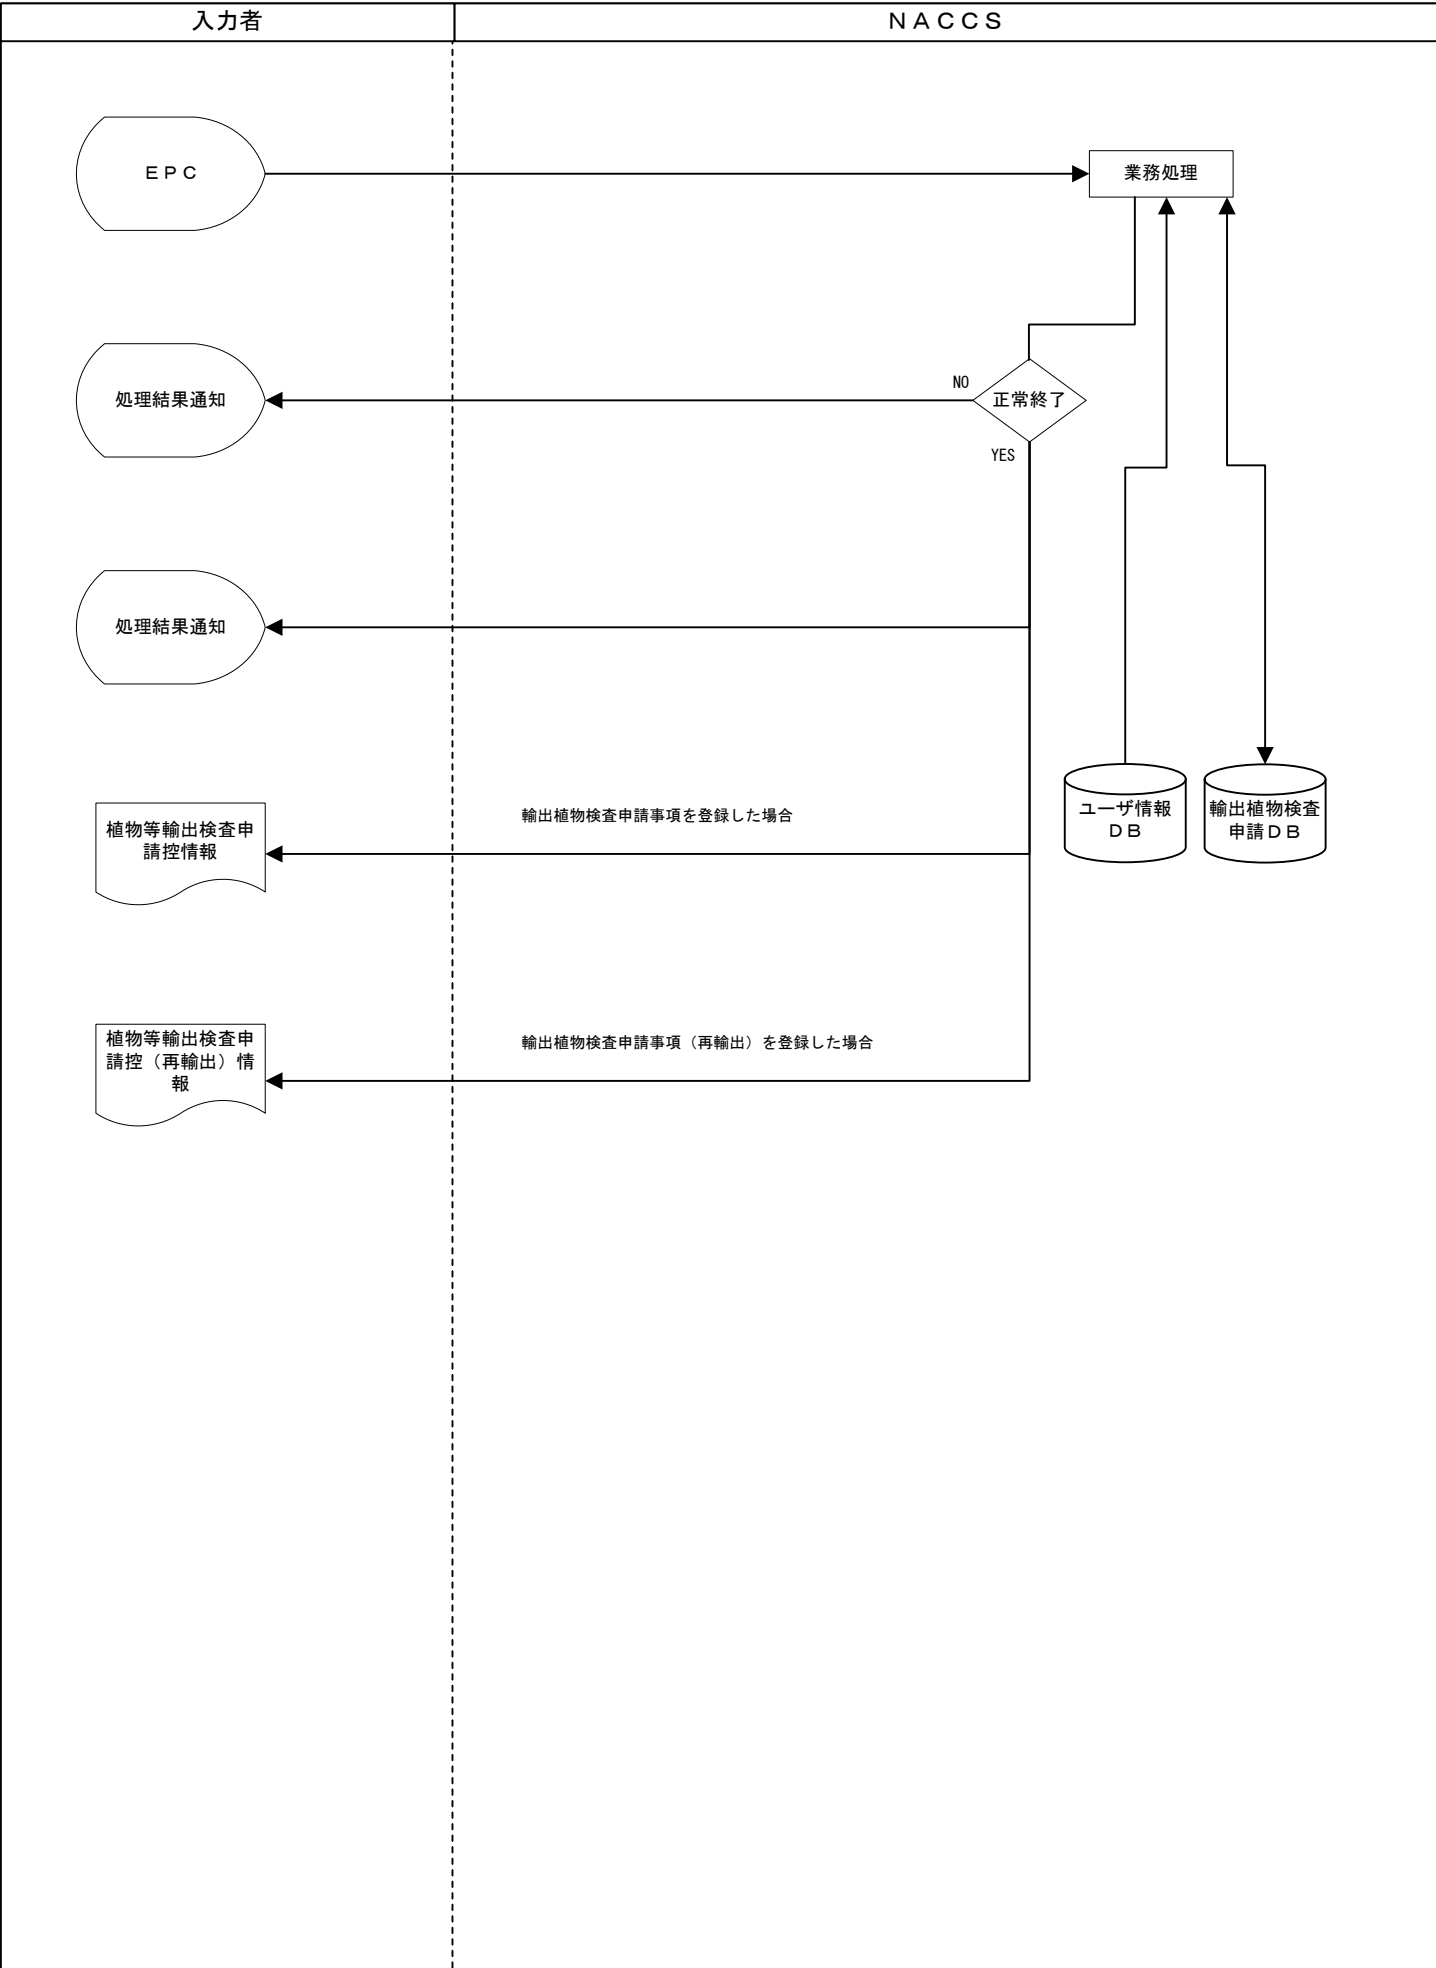 入力者
ＮＡＣＣＳ
ＥＰＣ
業務処理
処理結果通知
NO
正常終了
YES
処理結果通知
植物等輸出検査申
請控情報
輸出植物検査申請事項を登録した場合
ユーザ情報
ＤＢ
輸出植物検査
申請ＤＢ
植物等輸出検査申
請控（再輸出）情
報
輸出植物検査申請事項（再輸出）を登録した場合